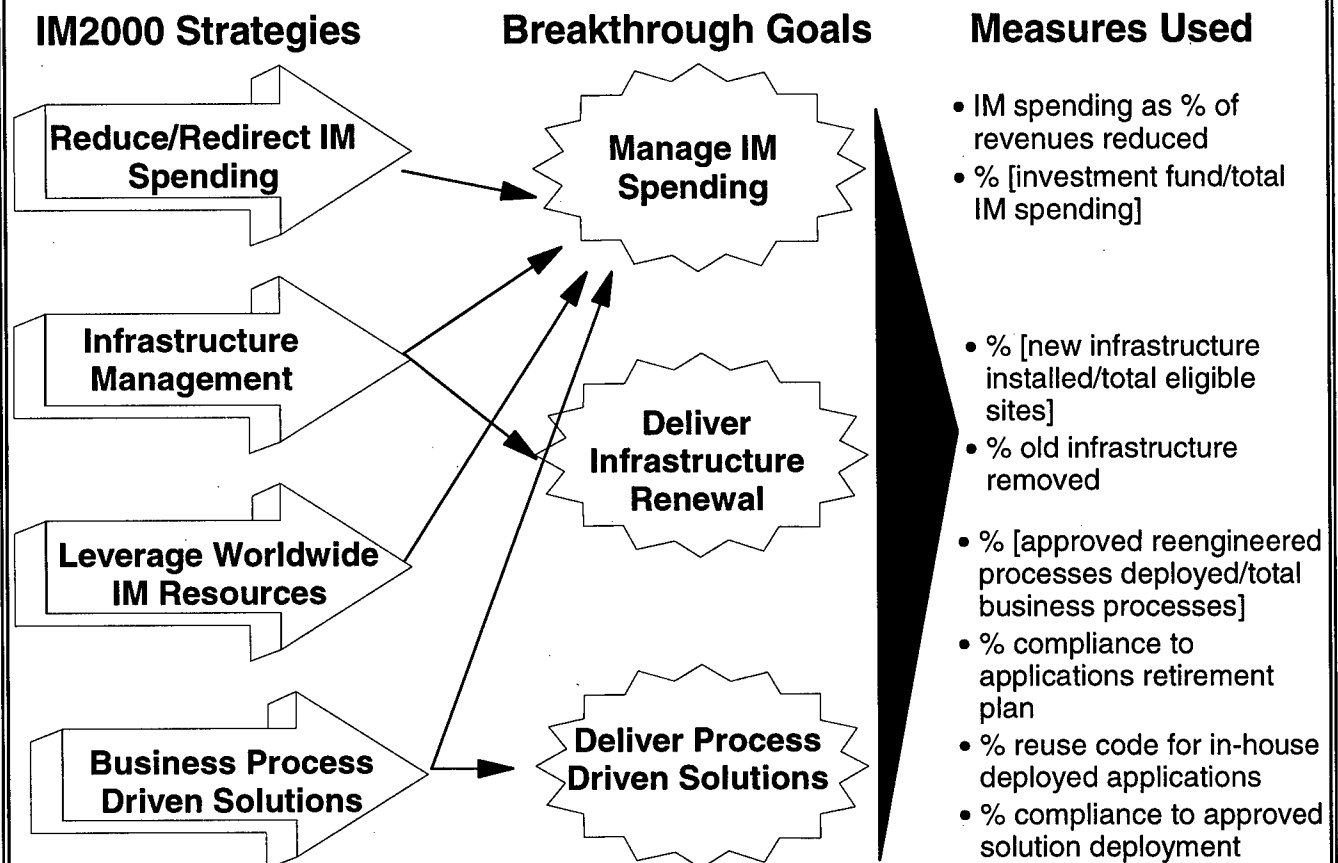 IM2000 Strategies
Breakthrough Goals
Measures Used
Reduce/Redirect IM
Spending
Infrastructure
Management
Leverage Worldwide
IM Resources
Business Process
Driven Solutions
Manage IM
Spending
Deliver
Infrastructure
Renewal
Deliver Process
Driven Solutions
• IM spending as % of
revenues reduced
• % [investment fund/total
IM spending]
• % [new infrastructure
installed/total eligible
sites]
• % old infrastructure
removed
• % [approved reengineered
processes deployed/total
business processes]
• % compliance to
applications retirement
plan
• % reuse code for in-house
deployed applications
• % compliance to approved
solution deployment